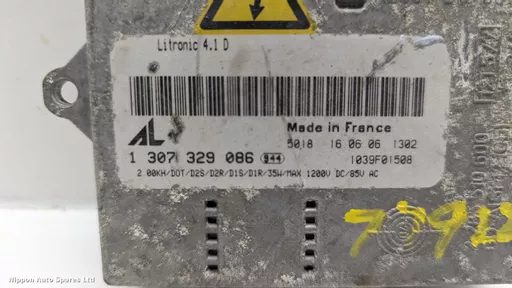 Litronic 4.1 D
AL
Made in France
5018 16 06 06 1302
1 307 329 086 944
1039F01508
2.00KH/DOT/D2S/D2R/D1S/D1R/35W/MAX 1200V DC/85V AC
Nippon Auto Spares Ltd